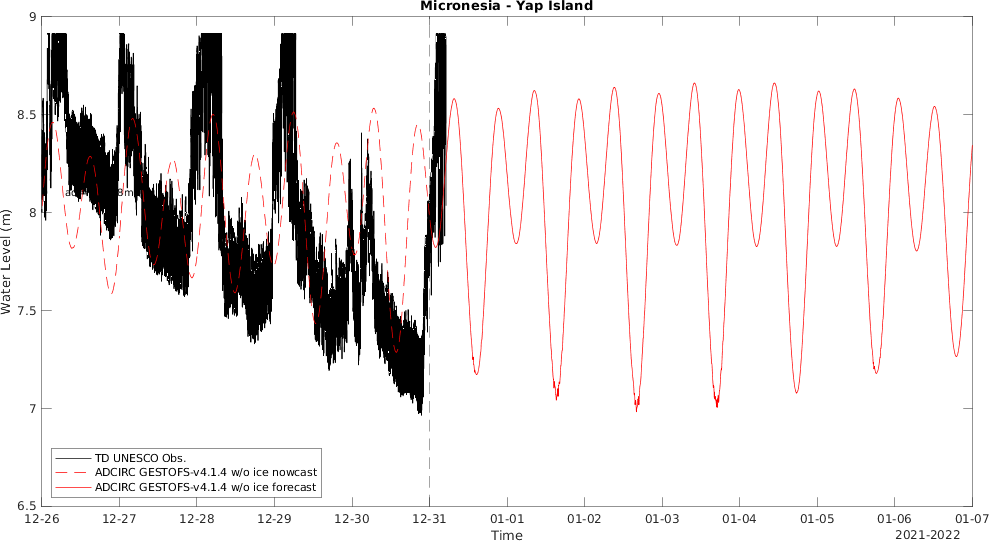 Micronesia - Yap Island
Water Level (m)
9
8.5
8
7.5
7
6.5
TD UNESCO Obs.
ADCIRC GESTOFS-v4.1.4 w/o ice nowcast
ADCIRC GESTOFS-v4.1.4 w/o ice forecast
12-26 12-27 12-28 12-29 12-30 12-31 01-01 01-02 01-03 01-04 01-05 01-06 01-07
Time
2021-2022